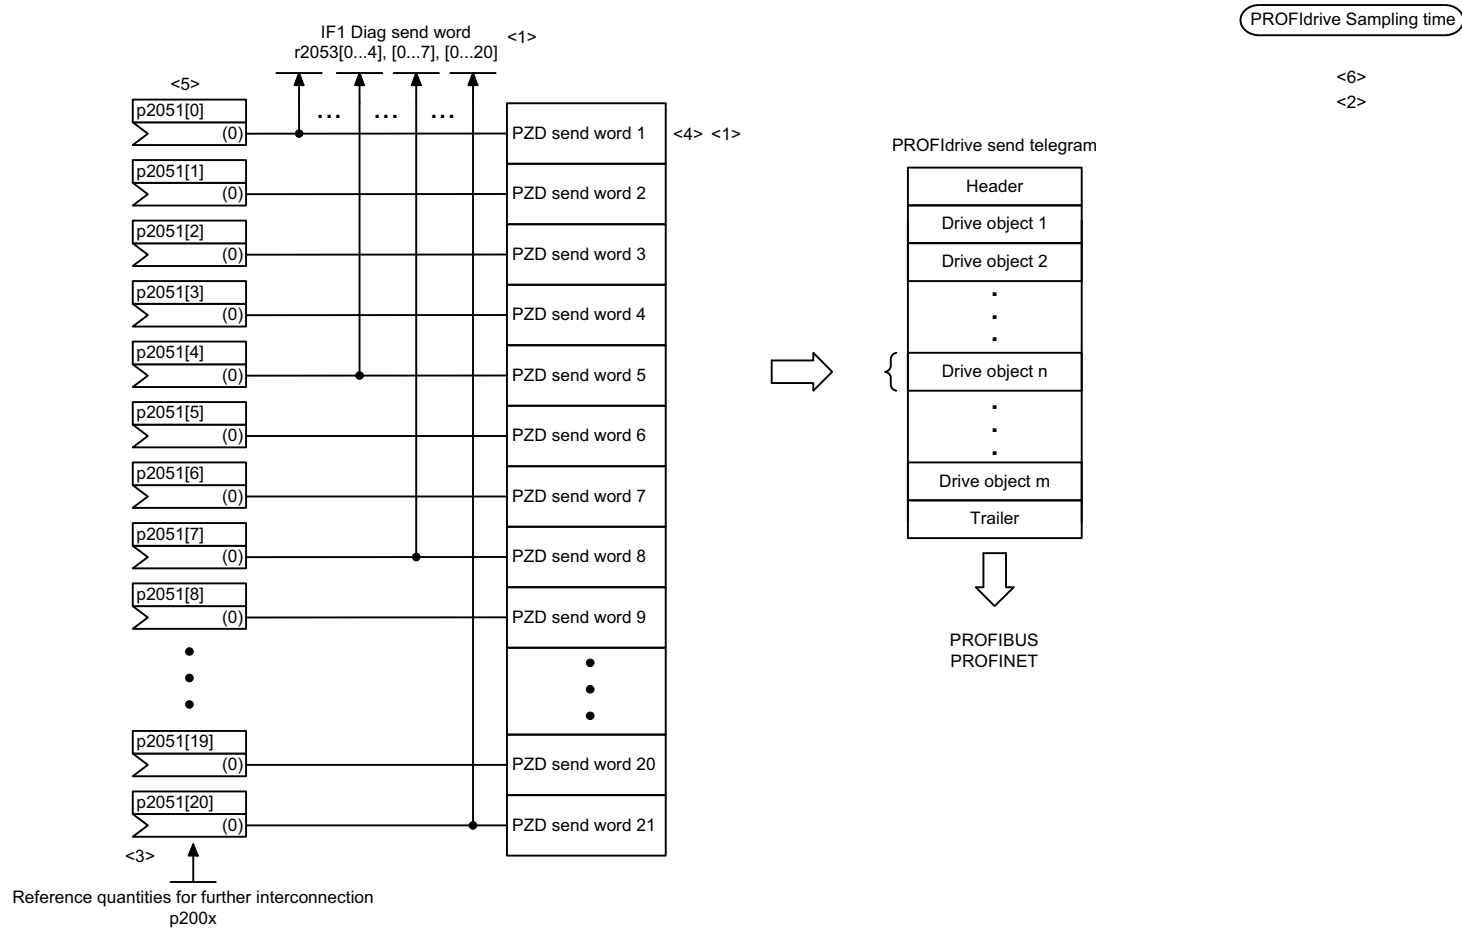 PROFIdrive Sampling time
IF1 Diag send word
r2053[0...4], [0...7], [0...20]
<1>
<6>
<2>
<5>
p2051[0]
(0)
... ... ...
PZD send word 1
<4> <1>
p2051[1]
(0)
PZD send word 2
p2051[2]
(0)
PZD send word 3
p2051[3]
(0)
PZD send word 4
p2051[4]
(0)
PZD send word 5
p2051[5]
(0)
PZD send word 6
p2051[6]
(0)
PZD send word 7
p2051[7]
(0)
PZD send word 8
p2051[8]
(0)
PZD send word 9
p2051[19]
(0)
PZD send word 20
p2051[20]
(0)
PZD send word 21
<3>
Reference quantities for further interconnection
p200x
PROFIdrive send telegram
Header
Drive object 1
Drive object 2
Drive object n
Drive object m
Trailer
PROFIBUS
PROFINET